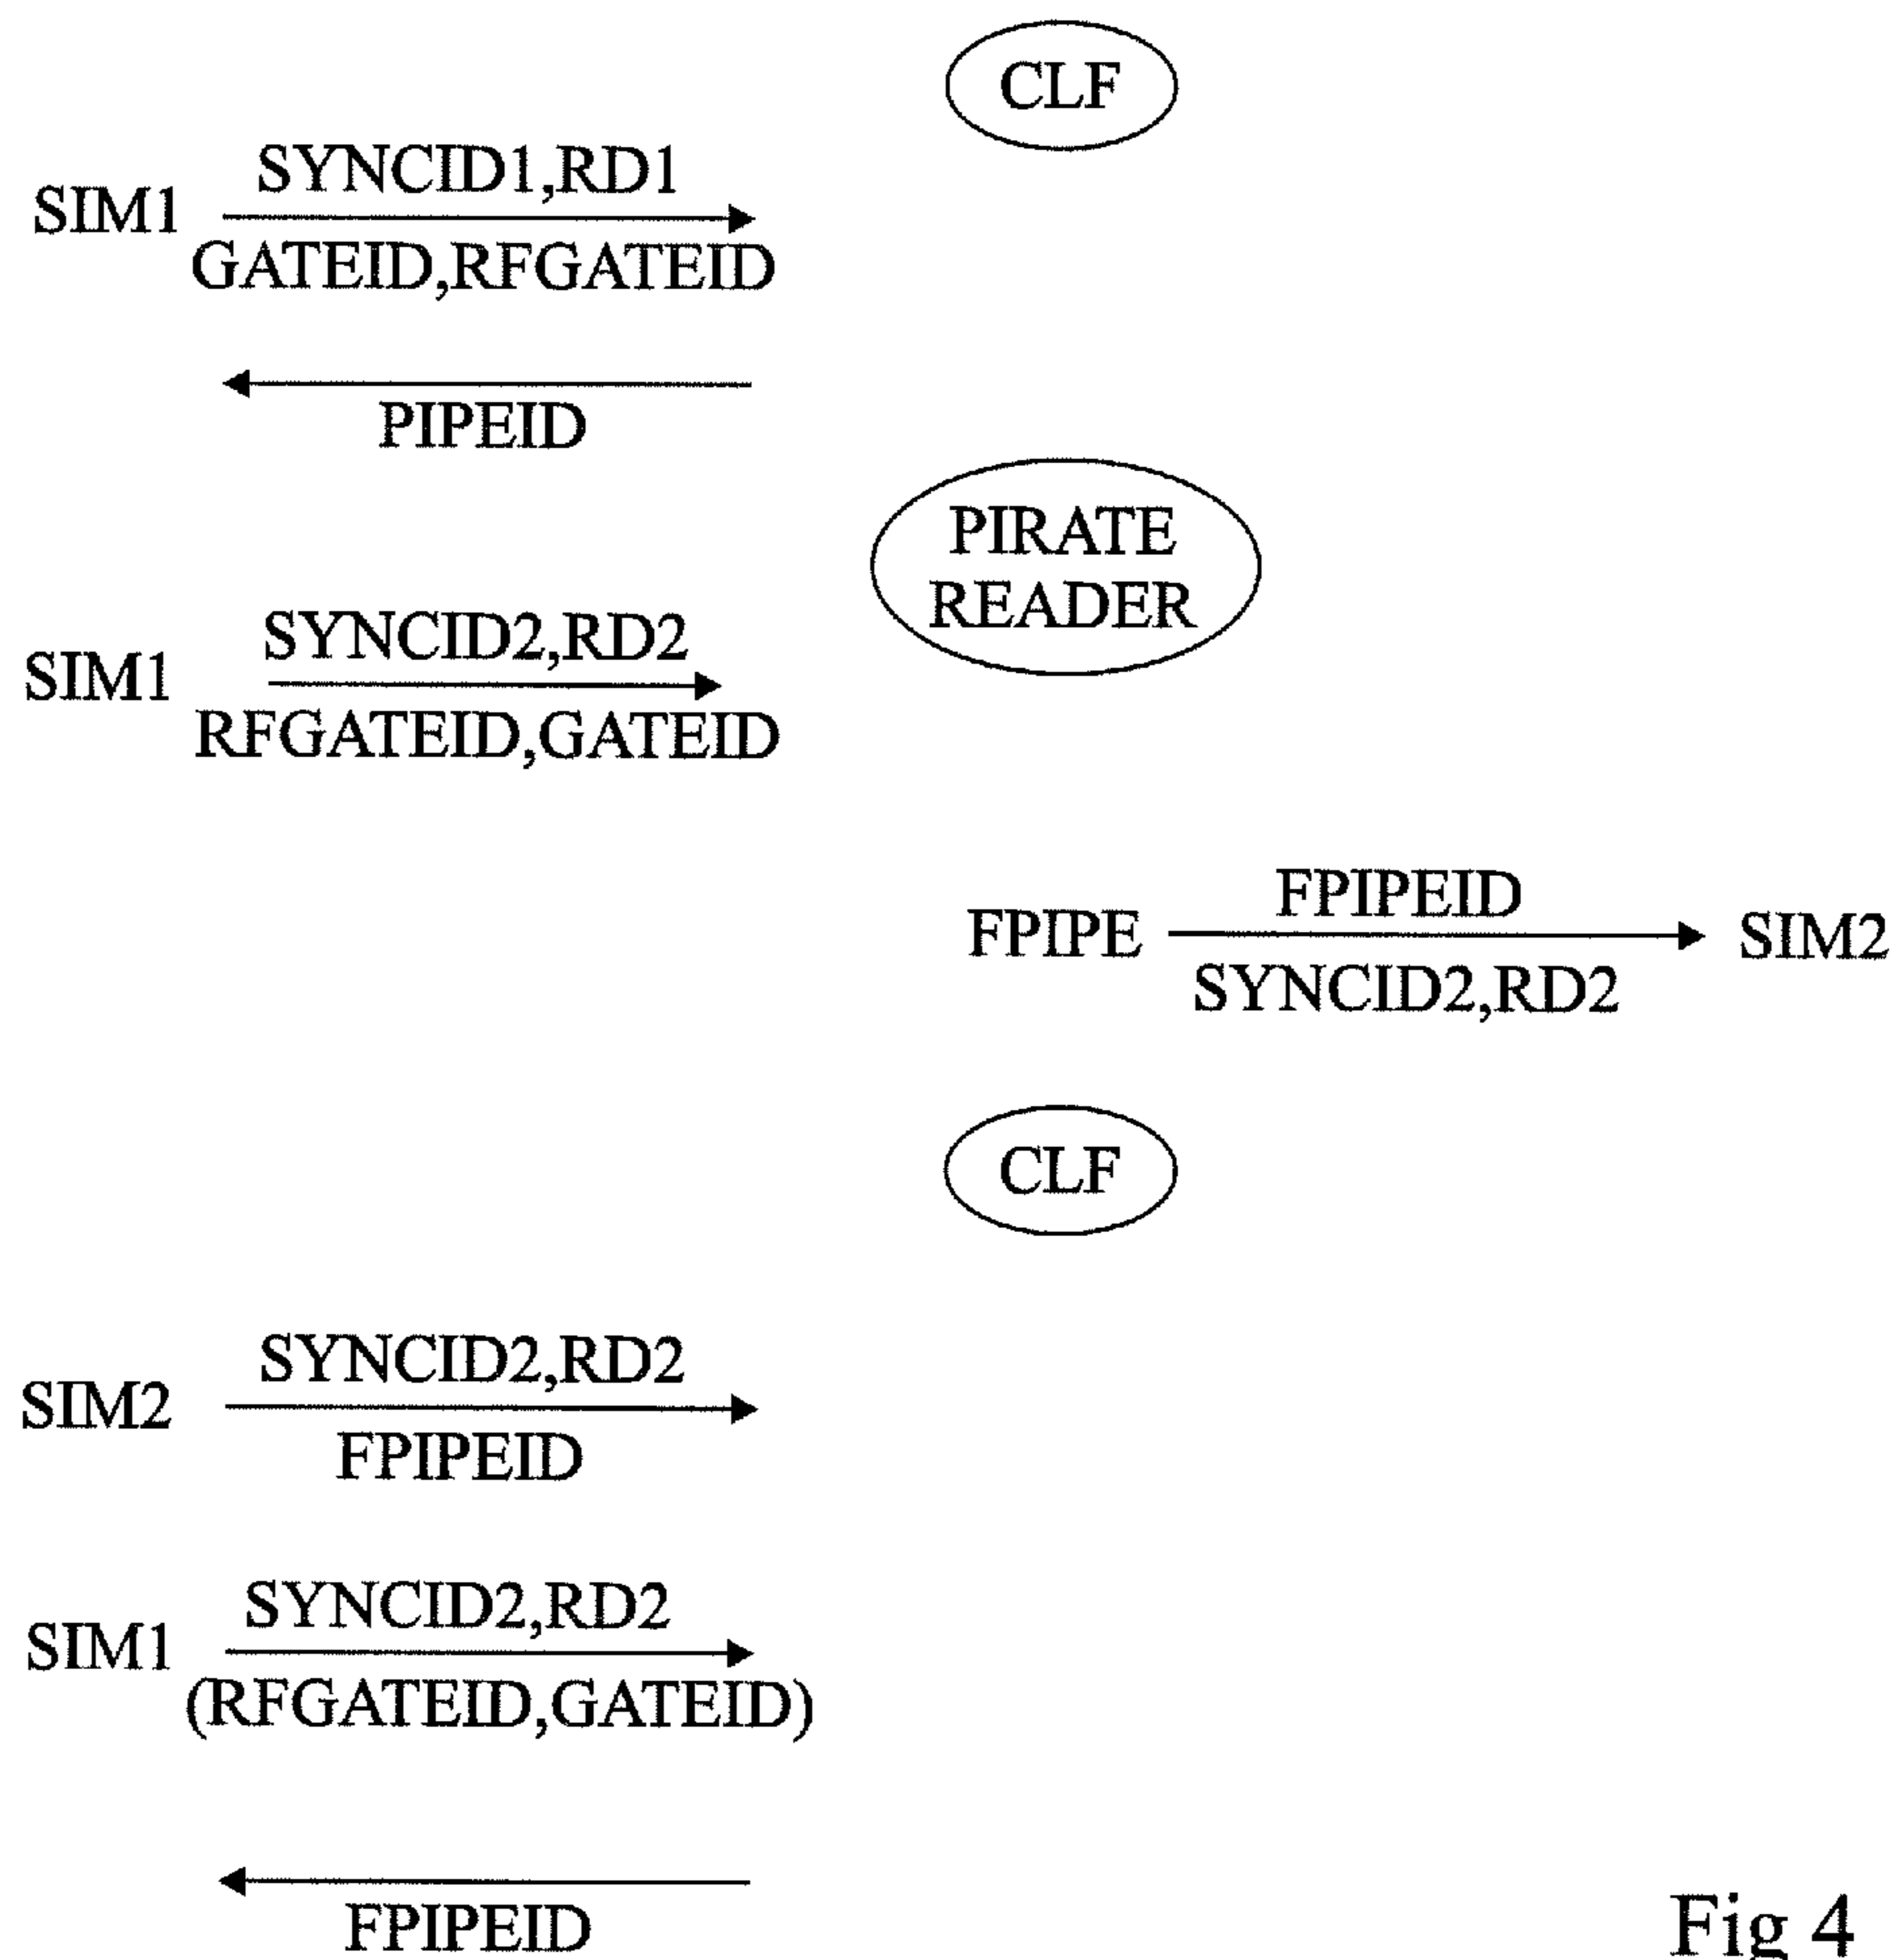 CLF
SYNCID1,RD1
SIM1
GATEID,RFGATEID
PIPEID
PIRATE
READER
SYNCID2,RD2
SIM1
RFGATEID,GATEID
FPIPEID
FPIPE
SIM2
SYNCID2,RD2
CLF
SYNCID2,RD2
SIM2
FPIPEID
SYNCID2,RD2
SIM1
(RFGATEID,GATEID)
FPIPEID
Fig 4